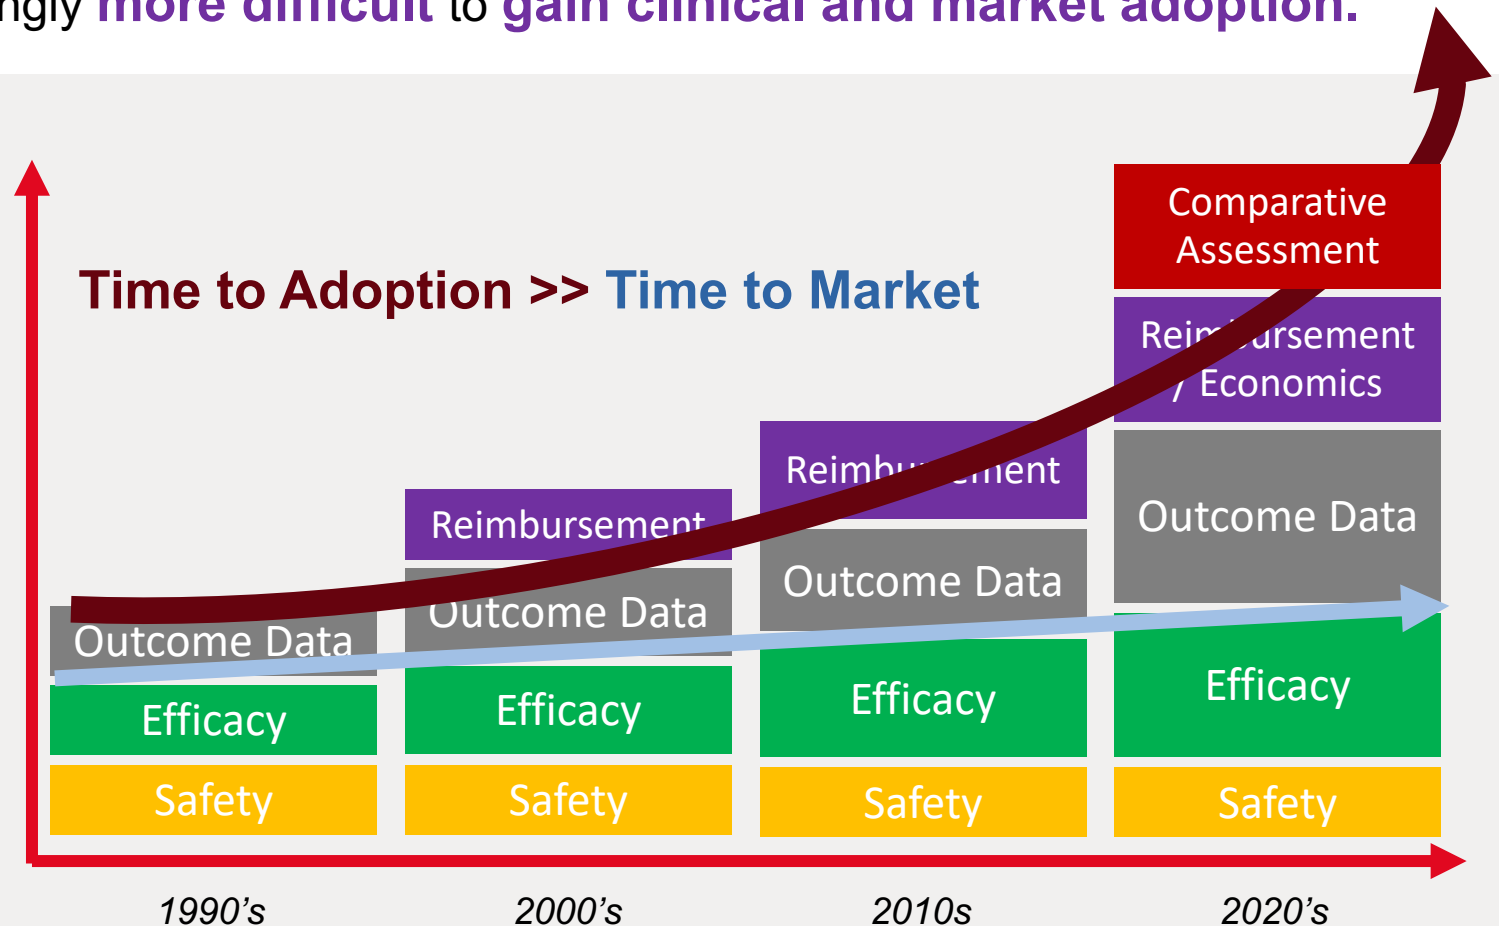 ngly more difficult to gain clinical and market adoption.
Time to Adoption >> Time to Market
Outcome Data
Efficacy
Safety
Reimbursement
Outcome Data
Efficacy
Safety
Reimbursement
Outcome Data
Efficacy
Safety
Comparative
Assessment
Reimbursement
/ Economics
Outcome Data
Efficacy
Safety
1990's
2000's
2010s
2020's